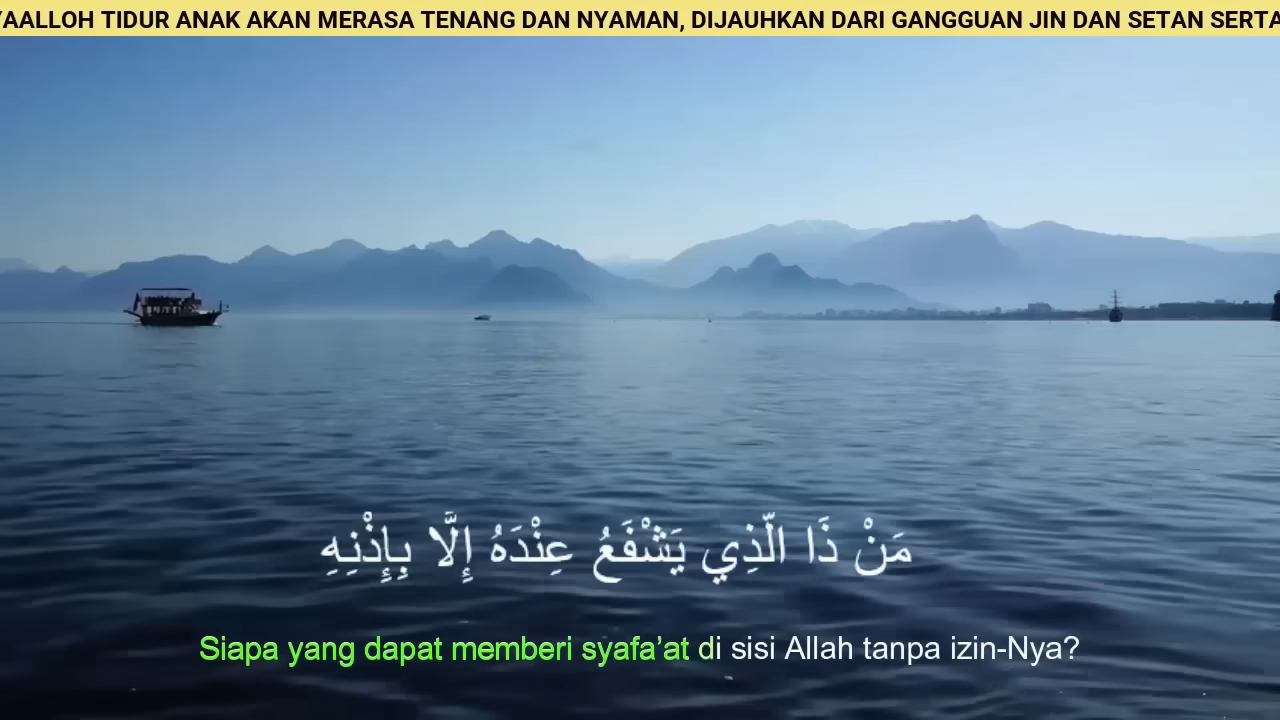 YAALLOH TIDUR ANAK AKAN MERASA TENANG DAN NYAMAN, DIJAUHKAN DARI GANGGUAN JIN DAN SETAN SERTA
مَنْ ذَا الَّذِي يَشْفَعُ عِنْدَهُ إِلَّا بِإِذْنِهِ
Siapa yang dapat memberi syafa’at di sisi Allah tanpa izin-Nya?